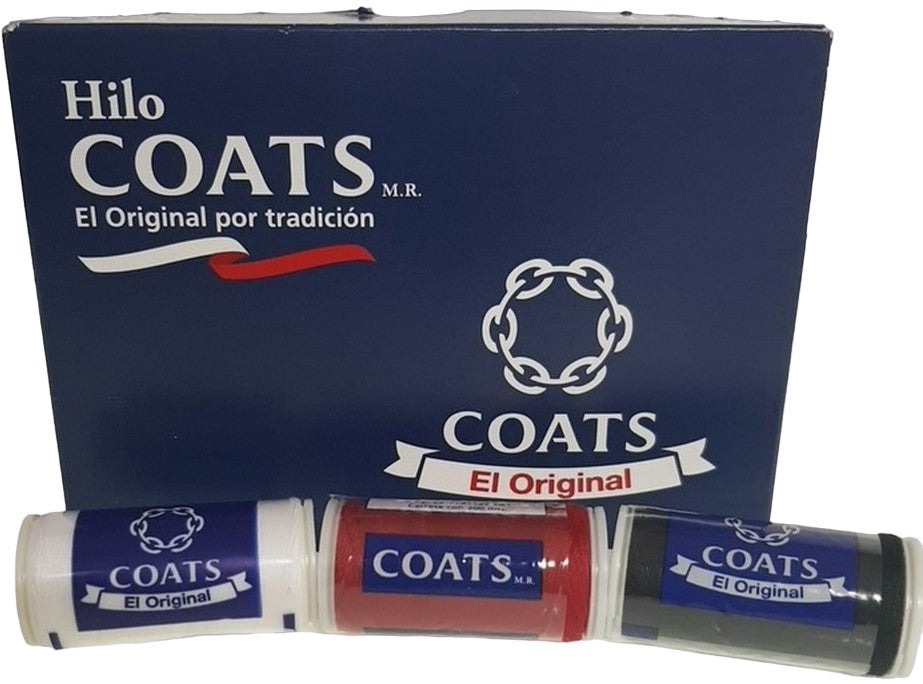 Hilo
COATS M.R.
El Original por tradición
COATS
El Original
COATS
El Original
COATS M.R.
COATS
El Original